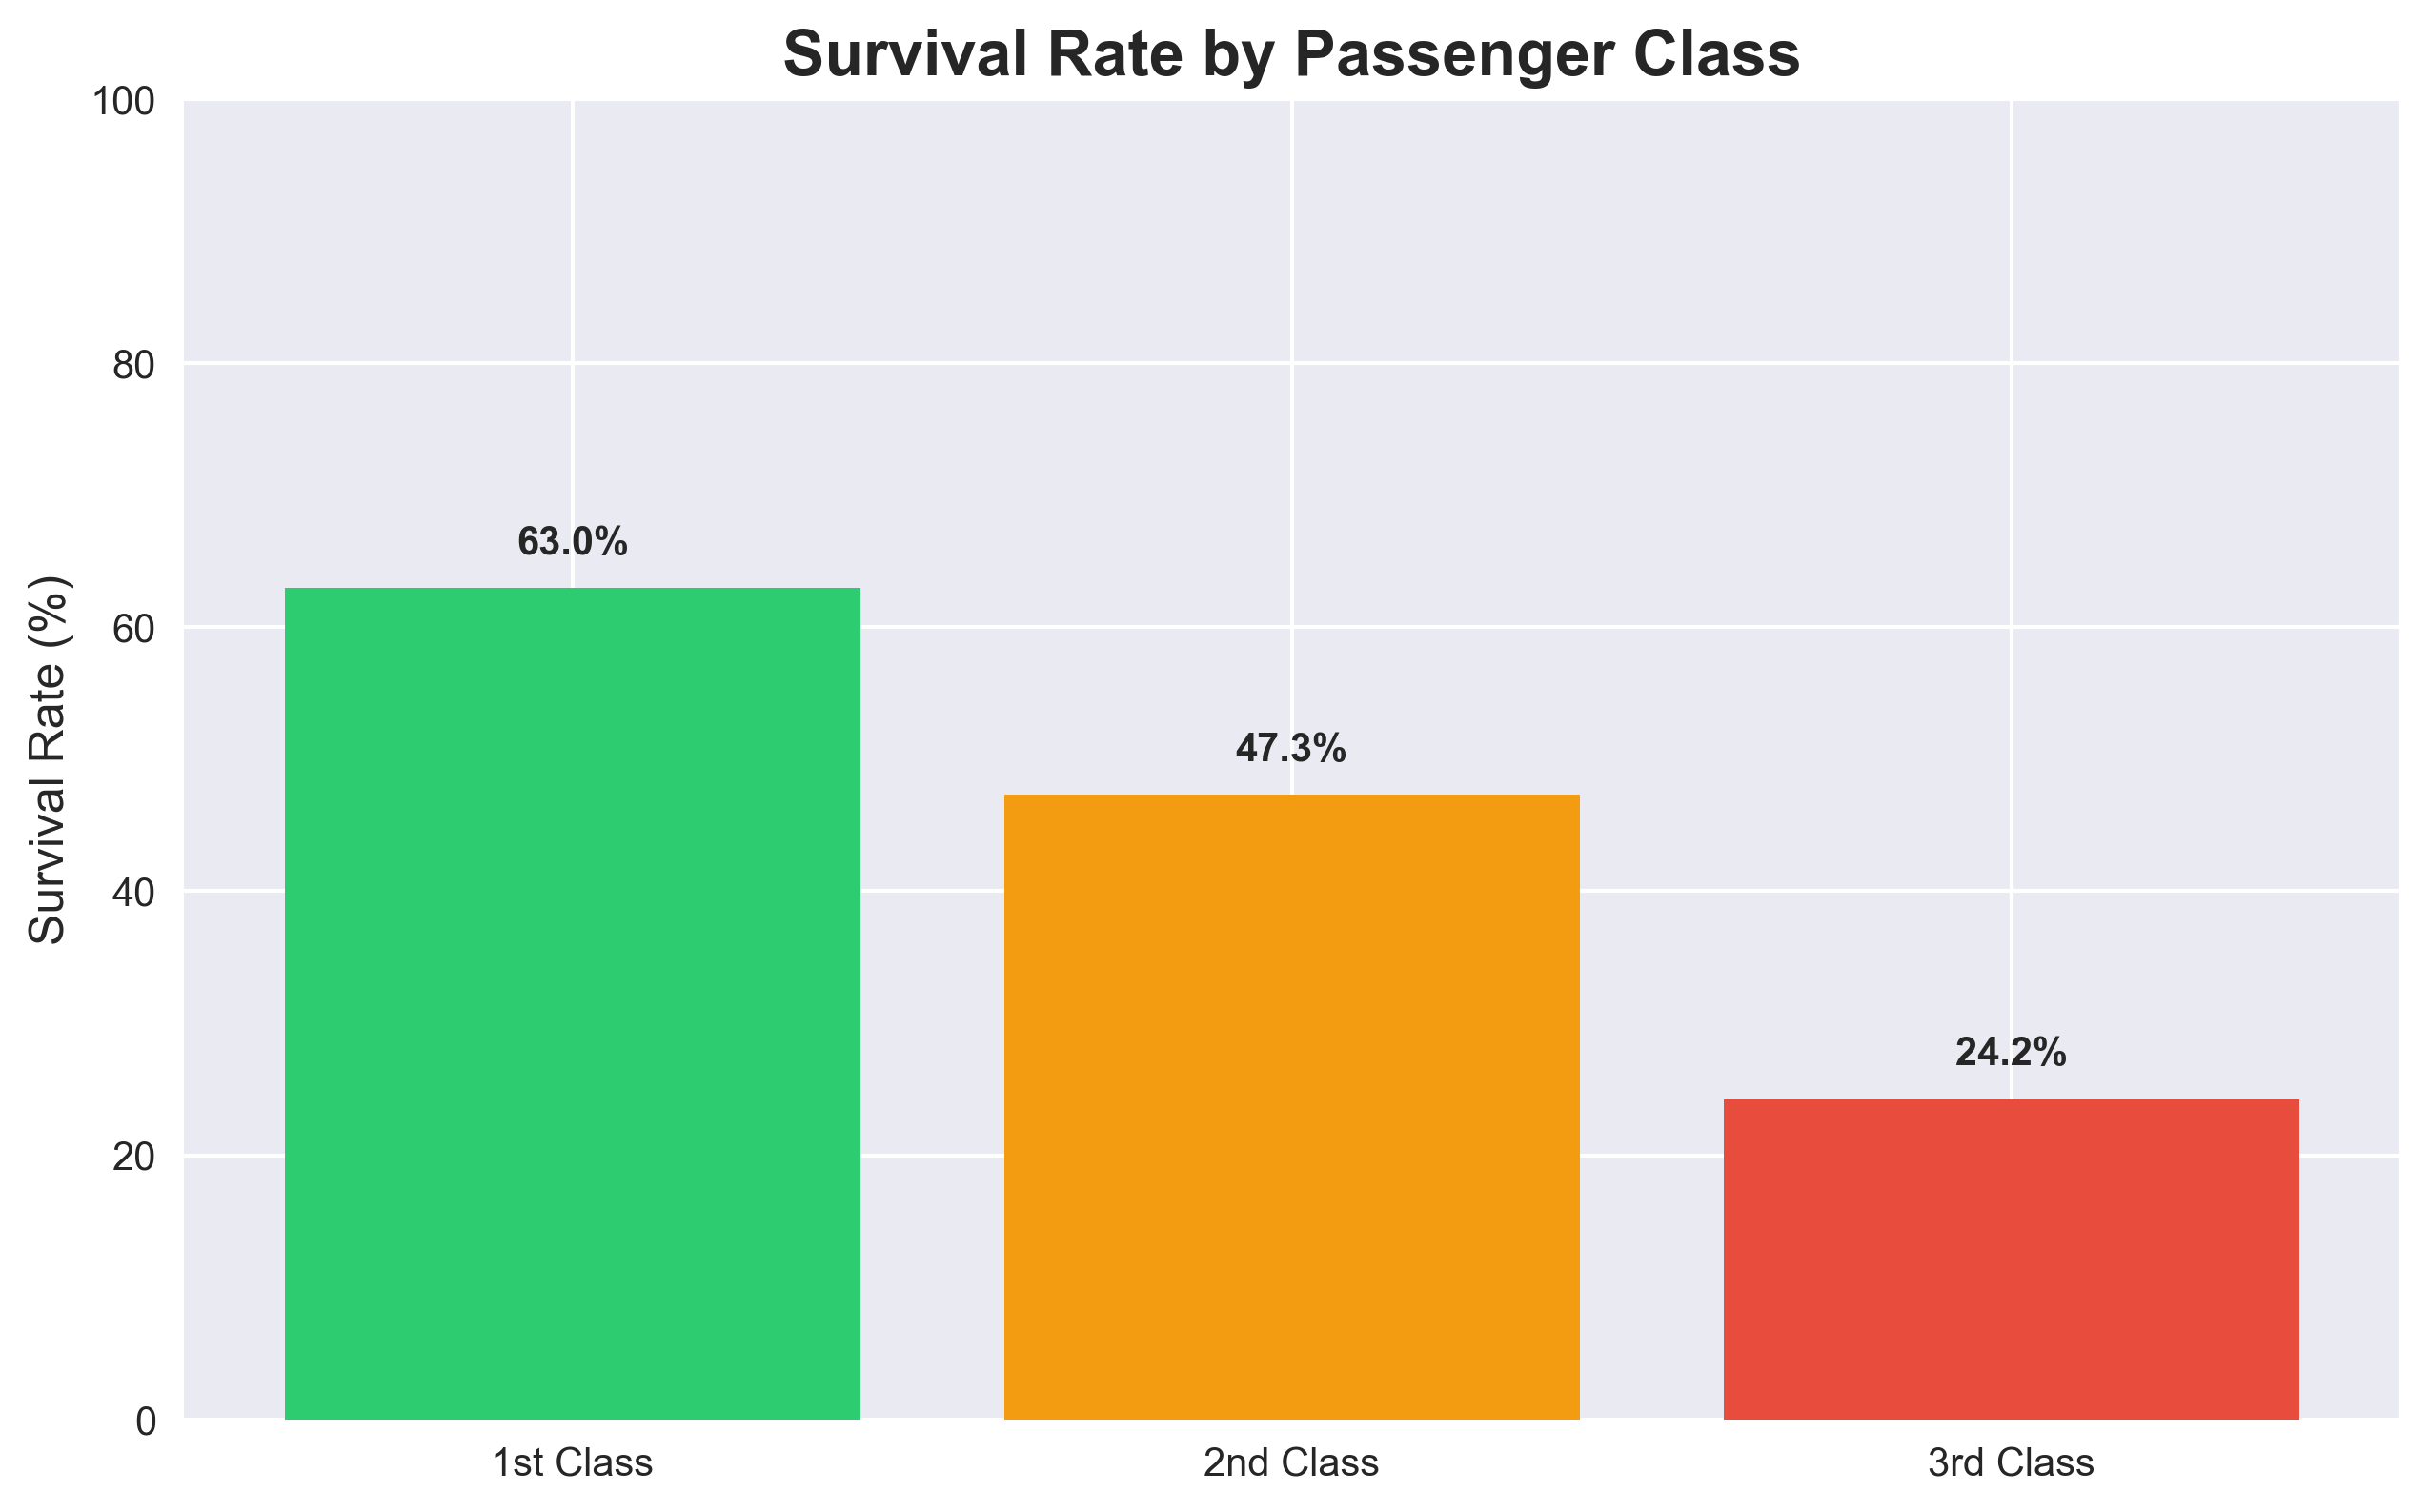 Survival Rate by Passenger Class
Survival Rate (%)
100
80
60
40
20
0
63.0%
47.3%
24.2%
1st Class
2nd Class
3rd Class